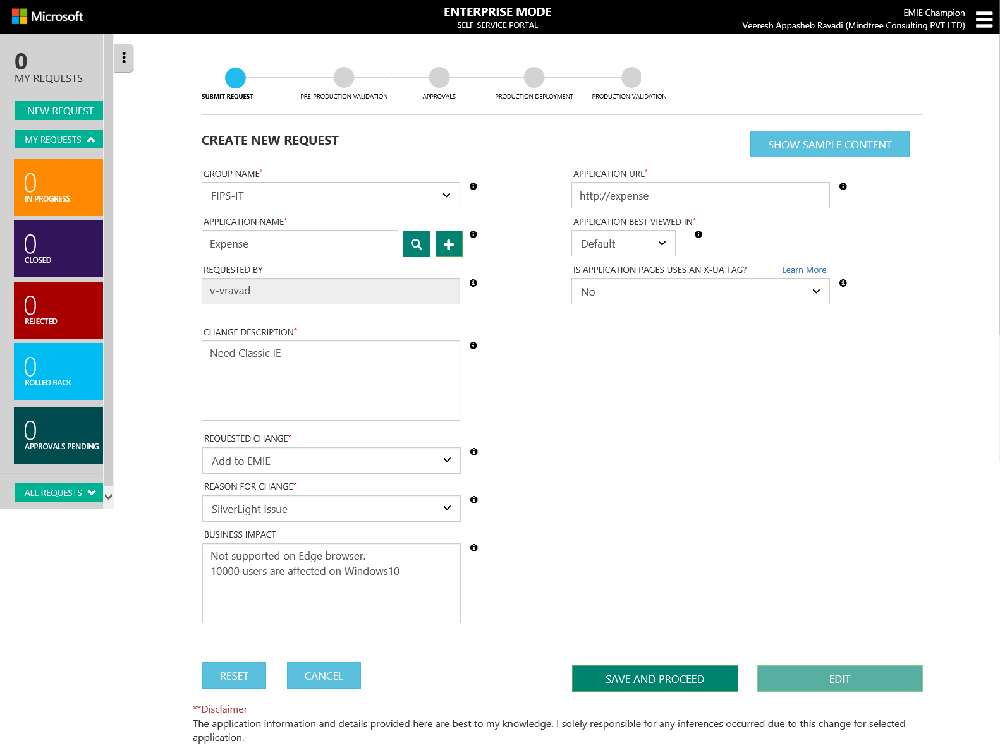 Microsoft
ENTERPRISE MODE
SELF-SERVICE PORTAL
EMIE Champion
Veeresh Appasheb Ravadi (Mindtree Consulting PVT LTD)
0
MY REQUESTS
NEW REQUEST
MY REQUESTS
0
IN PROGRESS
0
CLOSED
0
REJECTED
0
ROLLED BACK
0
APPROVALS PENDING
ALL REQUESTS
SUBMIT REQUEST
PRE-PRODUCTION VALIDATION
APPROVALS
PRODUCTION DEPLOYMENT
PRODUCTION VALIDATION
CREATE NEW REQUEST
SHOW SAMPLE CONTENT
GROUP NAME*
FIPS-IT
APPLICATION URL*
http://expense
APPLICATION NAME*
Expense
APPLICATION BEST VIEWED IN*
Default
REQUESTED BY
v-vravad
IS APPLICATION PAGES USES AN X-UA TAG?
Learn More
No
CHANGE DESCRIPTION*
Need Classic IE
REQUESTED CHANGE*
Add to EMIE
REASON FOR CHANGE*
SilverLight Issue
BUSINESS IMPACT
Not supported on Edge browser.
10000 users are affected on Windows10
RESET
CANCEL
SAVE AND PROCEED
EDIT
**Disclaimer
The application information and details provided here are best to my knowledge. I solely responsible for any inferences occurred due to this change for selected
application.